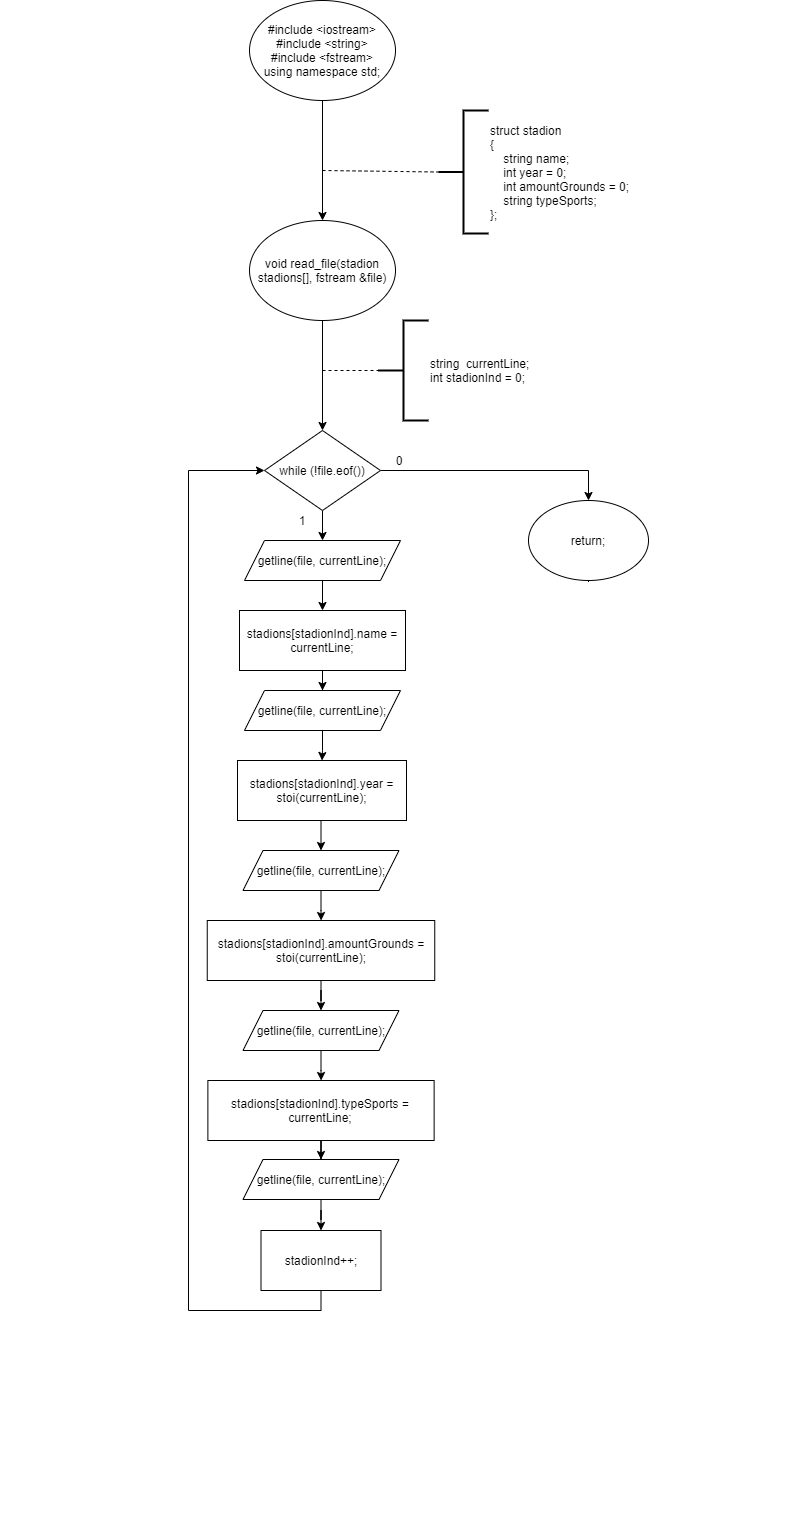 #include <iostream>
#include <string>
#include <fstream>
using namespace std;
struct stadion
{
string name;
int year = 0;
int amountGrounds = 0;
string typeSports;
};
void read_file(stadion
stadions[], fstream &file)
string  currentLine;
int stadionInd = 0;
while (!file.eof())
0
return;
1
getline(file, currentLine);
stadions[stadionInd].name =
currentLine;
getline(file, currentLine);
stadions[stadionInd].year =
stoi(currentLine);
getline(file, currentLine);
stadions[stadionInd].amountGrounds =
stoi(currentLine);
getline(file, currentLine);
stadions[stadionInd].typeSports =
currentLine;
getline(file, currentLine);
stadionInd++;